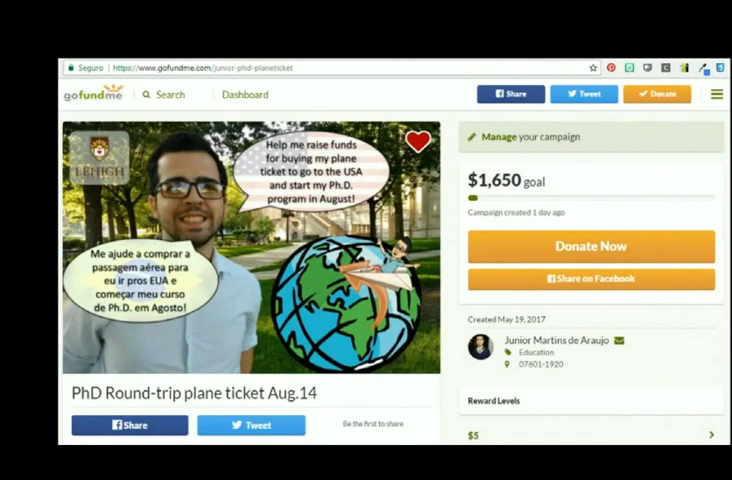 Seguro
https://www.gofundme.com/junior-phd-planeticket
gofundme
Search
Dashboard
Share
Tweet
Donate
LEHIGH
Help me raise funds
for buying my plane
ticket to go to the USA
and start my Ph.D.
program in August!
Me ajude a comprar a
passagem aérea para
eu ir pros EUA e
começar meu curso
de Ph.D. em Agosto!
PhD Round-trip plane ticket Aug.14
Share
Tweet
Be the first to share
Manage your campaign
$1,650 goal
Campaign created 1 day ago
Donate Now
Share on Facebook
Created May 19, 2017
Junior Martins de Araujo
Education
07601-1920
Reward Levels
$5